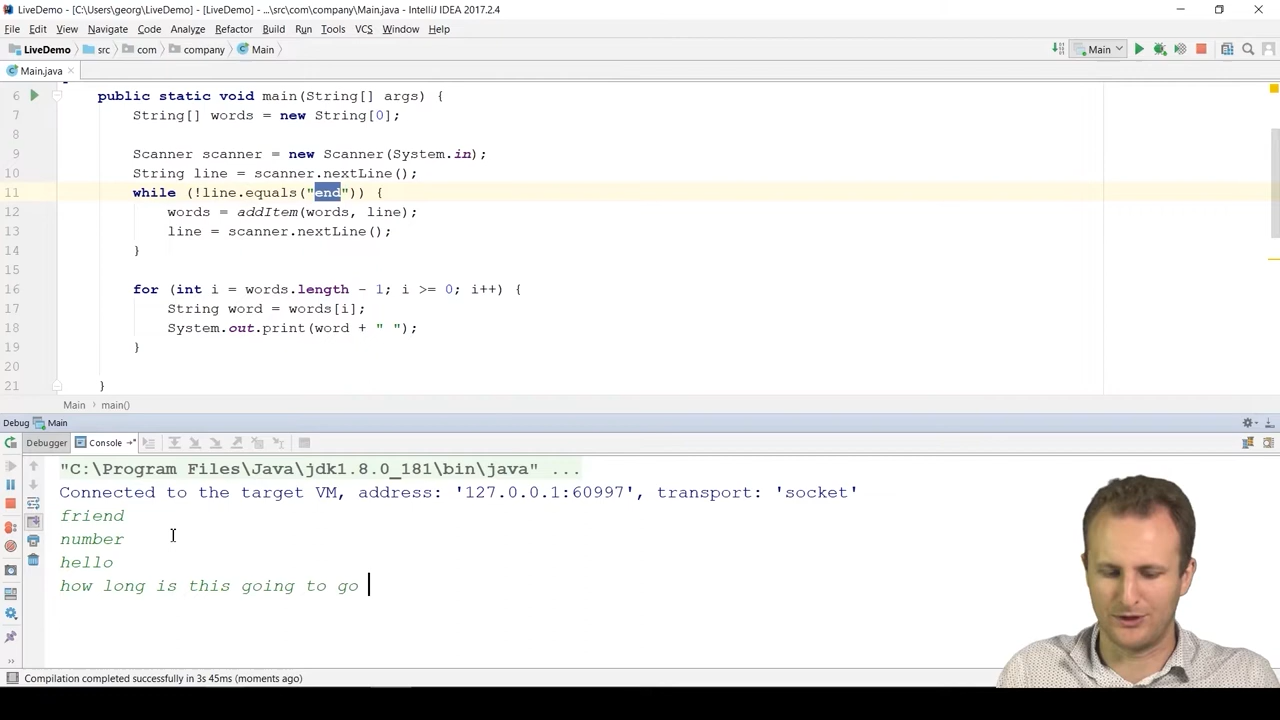 LiveDemo - [C:\Users\georg\LiveDemo] - [LiveDemo] - ...\src\com\company\Main.java - IntelliJ IDEA 2017.2.4
File Edit View Navigate Code Analyze Refactor Build Run Tools VCS Window Help
LiveDemo src com company Main Main
Main.java
6 public static void main(String[] args) {
7 String[] words = new String[0];
8
9 Scanner scanner = new Scanner(System.in);
10 String line = scanner.nextLine();
11 while (!line.equals("end")) {
12 words = addItem(words, line);
13 line = scanner.nextLine();
14 }
15
16 for (int i = words.length - 1; i >= 0; i++) {
17 String word = words[i];
18 System.out.print(word + " ");
19 }
20
21 }
Main main()
Debug Main
Debugger Console
"C:\Program Files\Java\jdk1.8.0_181\bin\java" ...
Connected to the target VM, address: '127.0.0.1:60997', transport: 'socket'
friend
number
hello
how long is this going to go
Compilation completed successfully in 3s 45ms (moments ago)